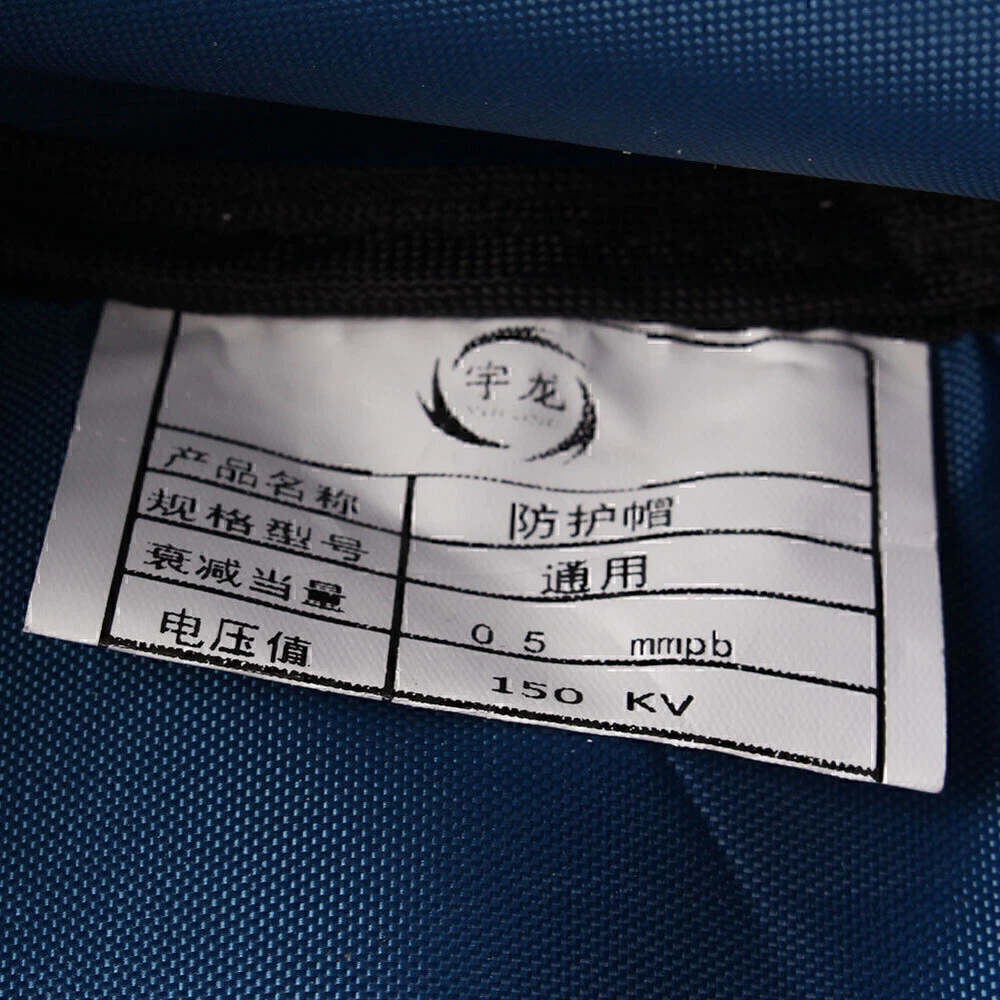 宇龙
产品名称 防护帽
规格型号 通用
衰减当量 0.5 mmpb
电压值 150 KV